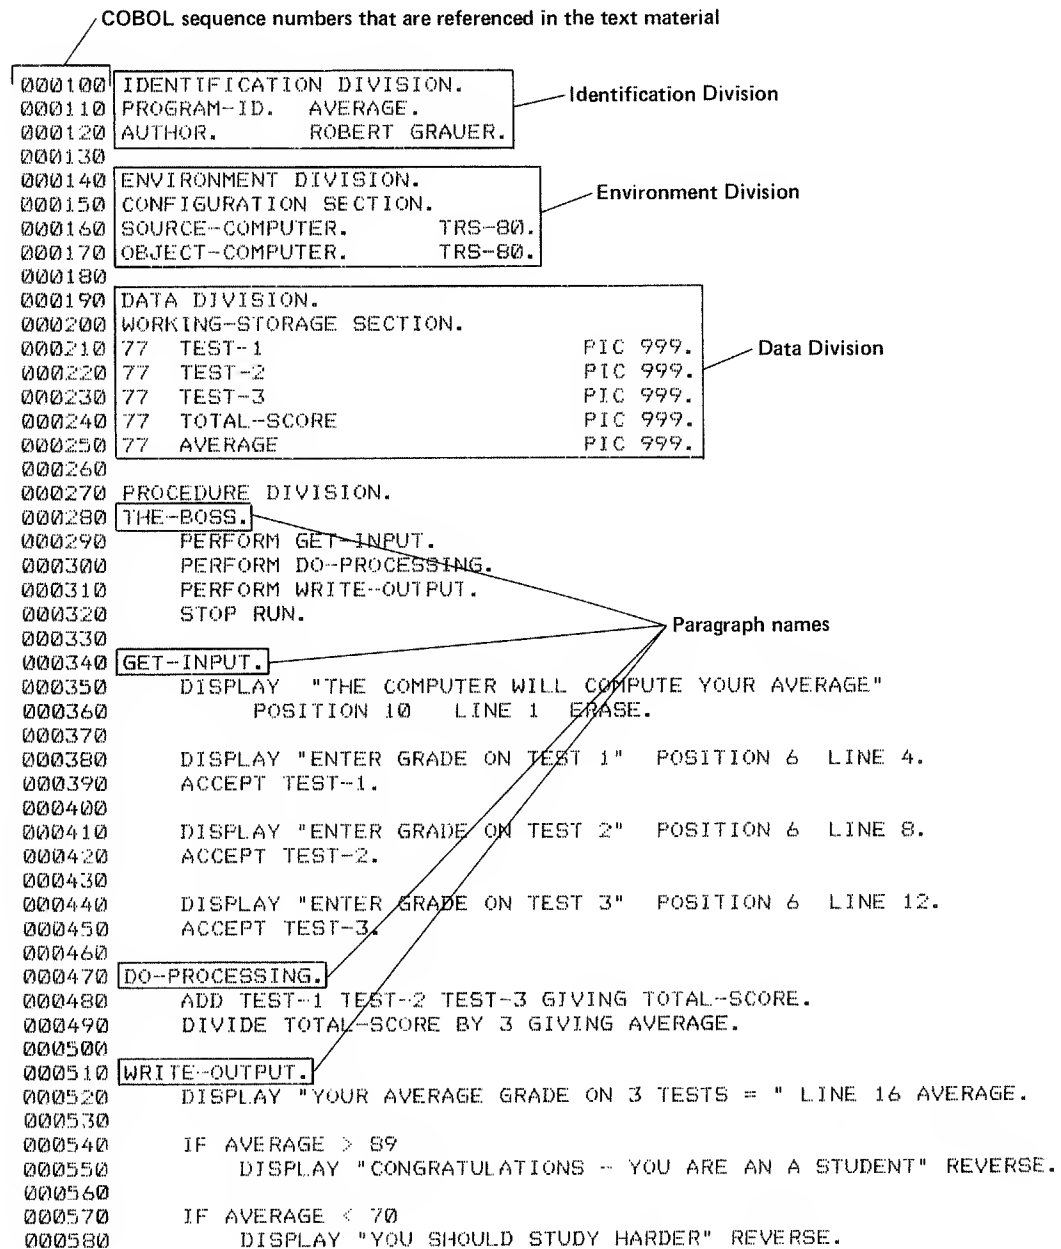 COBOL sequence numbers that are referenced in the text material
000100 IDENTIFICATION DIVISION.
Identification Division
000110 PROGRAM-ID. AVERAGE.
000120 AUTHOR. ROBERT GRAUER.
000130
000140 ENVIRONMENT DIVISION.
Environment Division
000150 CONFIGURATION SECTION.
000160 SOURCE-COMPUTER. TRS-80.
000170 OBJECT-COMPUTER. TRS-80.
000180
000190 DATA DIVISION.
000200 WORKING-STORAGE SECTION.
000210 77 TEST-1 PIC 999.
Data Division
000220 77 TEST-2 PIC 999.
000230 77 TEST-3 PIC 999.
000240 77 TOTAL-SCORE PIC 999.
000250 77 AVERAGE PIC 999.
000260
000270 PROCEDURE DIVISION.
000280 THE-BOSS.
000290 PERFORM GET-INPUT.
000300 PERFORM DO-PROCESSING.
000310 PERFORM WRITE-OUTPUT.
000320 STOP RUN.
Paragraph names
000330
000340 GET-INPUT.
000350 DISPLAY "THE COMPUTER WILL COMPUTE YOUR AVERAGE"
000360 POSITION 10 LINE 1 ERASE.
000370
000380 DISPLAY "ENTER GRADE ON TEST 1" POSITION 6 LINE 4.
000390 ACCEPT TEST-1.
000400
000410 DISPLAY "ENTER GRADE ON TEST 2" POSITION 6 LINE 8.
000420 ACCEPT TEST-2.
000430
000440 DISPLAY "ENTER GRADE ON TEST 3" POSITION 6 LINE 12.
000450 ACCEPT TEST-3.
000460
000470 DO-PROCESSING.
000480 ADD TEST-1 TEST-2 TEST-3 GIVING TOTAL-SCORE.
000490 DIVIDE TOTAL-SCORE BY 3 GIVING AVERAGE.
000500
000510 WRITE-OUTPUT.
000520 DISPLAY "YOUR AVERAGE GRADE ON 3 TESTS = " LINE 16 AVERAGE.
000530
000540 IF AVERAGE > 89
000550 DISPLAY "CONGRATULATIONS - YOU ARE AN A STUDENT" REVERSE.
000560
000570 IF AVERAGE < 70
000580 DISPLAY "YOU SHOULD STUDY HARDER" REVERSE.